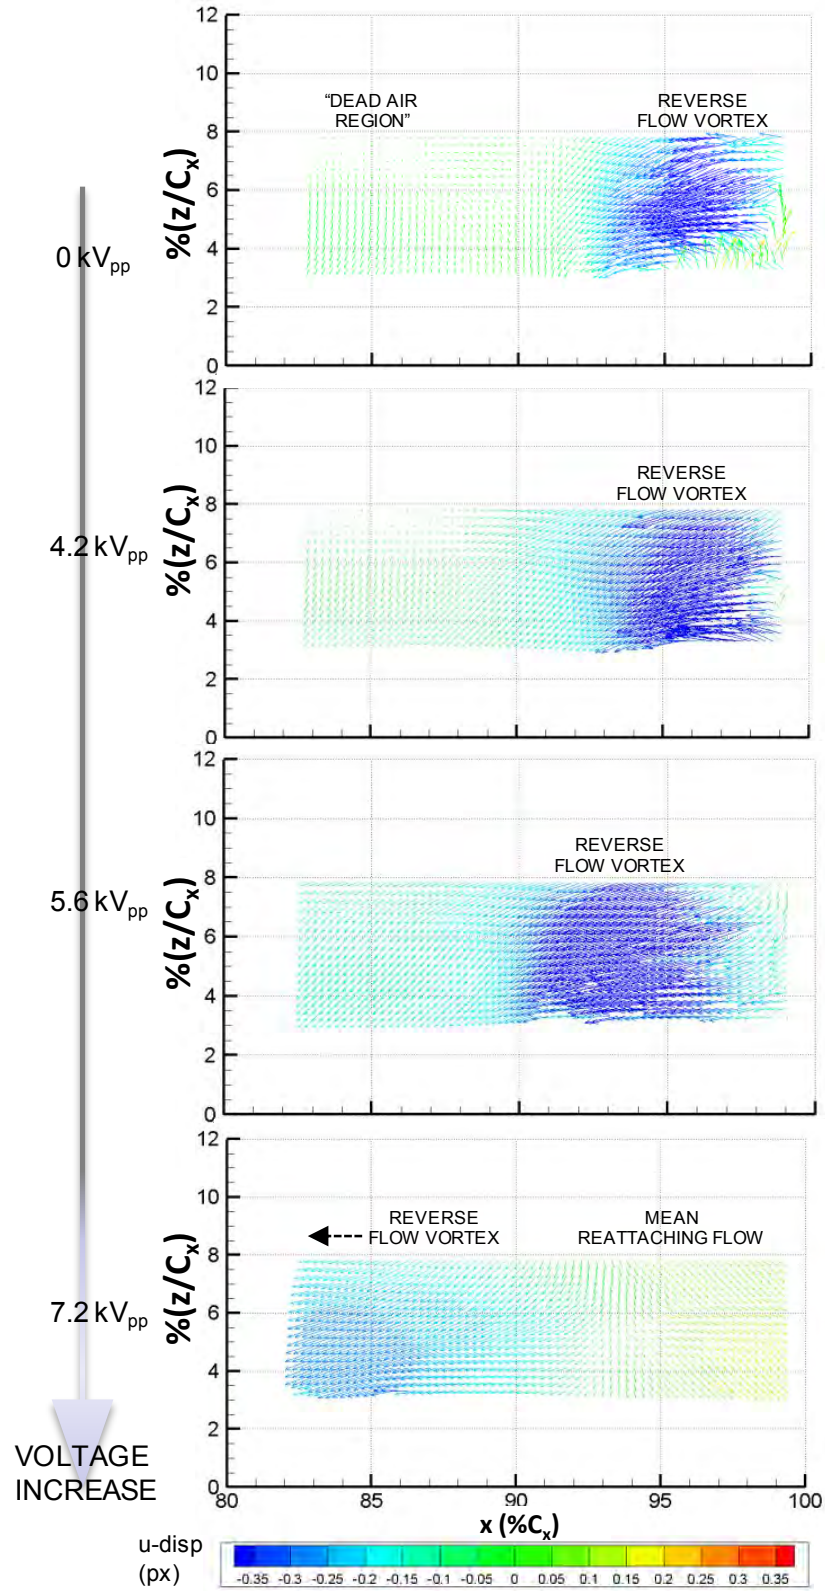 12
10
8
6
4
2
0
%(z/Cx)
"DEAD AIR
REGION"
REVERSE
FLOW VORTEX
0 kVpp
12
10
8
6
4
2
0
%(z/Cx)
REVERSE
FLOW VORTEX
4.2 kVpp
12
10
8
6
4
2
0
%(z/Cx)
REVERSE
FLOW VORTEX
5.6 kVpp
12
10
8
6
4
2
0
%(z/Cx)
REVERSE
FLOW VORTEX
MEAN
REATTACHING FLOW
7.2 kVpp
VOLTAGE
INCREASE
80 85 90 95 100
x (%Cx)
u-disp
(px)
-0.35 -0.3 -0.25 -0.2 -0.15 -0.1 -0.05 0 0.05 0.1 0.15 0.2 0.25 0.3 0.35